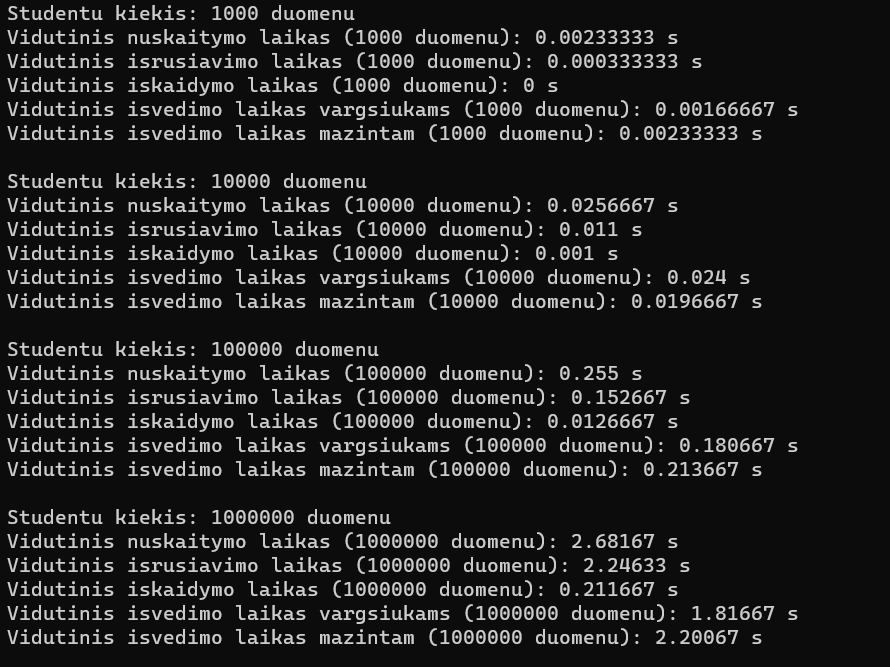 Studentu kiekis: 1000 duomenu
Vidutinis nuskaitymo laikas (1000 duomenu): 0.00233333 s
Vidutinis isrusiavimo laikas (1000 duomenu): 0.000333333 s
Vidutinis iskaidymo laikas (1000 duomenu): 0 s
Vidutinis isvedimo laikas vargsiukams (1000 duomenu): 0.00166667 s
Vidutinis isvedimo laikas mazintam (1000 duomenu): 0.00233333 s

Studentu kiekis: 10000 duomenu
Vidutinis nuskaitymo laikas (10000 duomenu): 0.0256667 s
Vidutinis isrusiavimo laikas (10000 duomenu): 0.011 s
Vidutinis iskaidymo laikas (10000 duomenu): 0.001 s
Vidutinis isvedimo laikas vargsiukams (10000 duomenu): 0.024 s
Vidutinis isvedimo laikas mazintam (10000 duomenu): 0.0196667 s

Studentu kiekis: 100000 duomenu
Vidutinis nuskaitymo laikas (100000 duomenu): 0.255 s
Vidutinis isrusiavimo laikas (100000 duomenu): 0.152667 s
Vidutinis iskaidymo laikas (100000 duomenu): 0.0126667 s
Vidutinis isvedimo laikas vargsiukams (100000 duomenu): 0.180667 s
Vidutinis isvedimo laikas mazintam (100000 duomenu): 0.213667 s

Studentu kiekis: 1000000 duomenu
Vidutinis nuskaitymo laikas (1000000 duomenu): 2.68167 s
Vidutinis isrusiavimo laikas (1000000 duomenu): 2.24633 s
Vidutinis iskaidymo laikas (1000000 duomenu): 0.211667 s
Vidutinis isvedimo laikas vargsiukams (1000000 duomenu): 1.81667 s
Vidutinis isvedimo laikas mazintam (1000000 duomenu): 2.20067 s